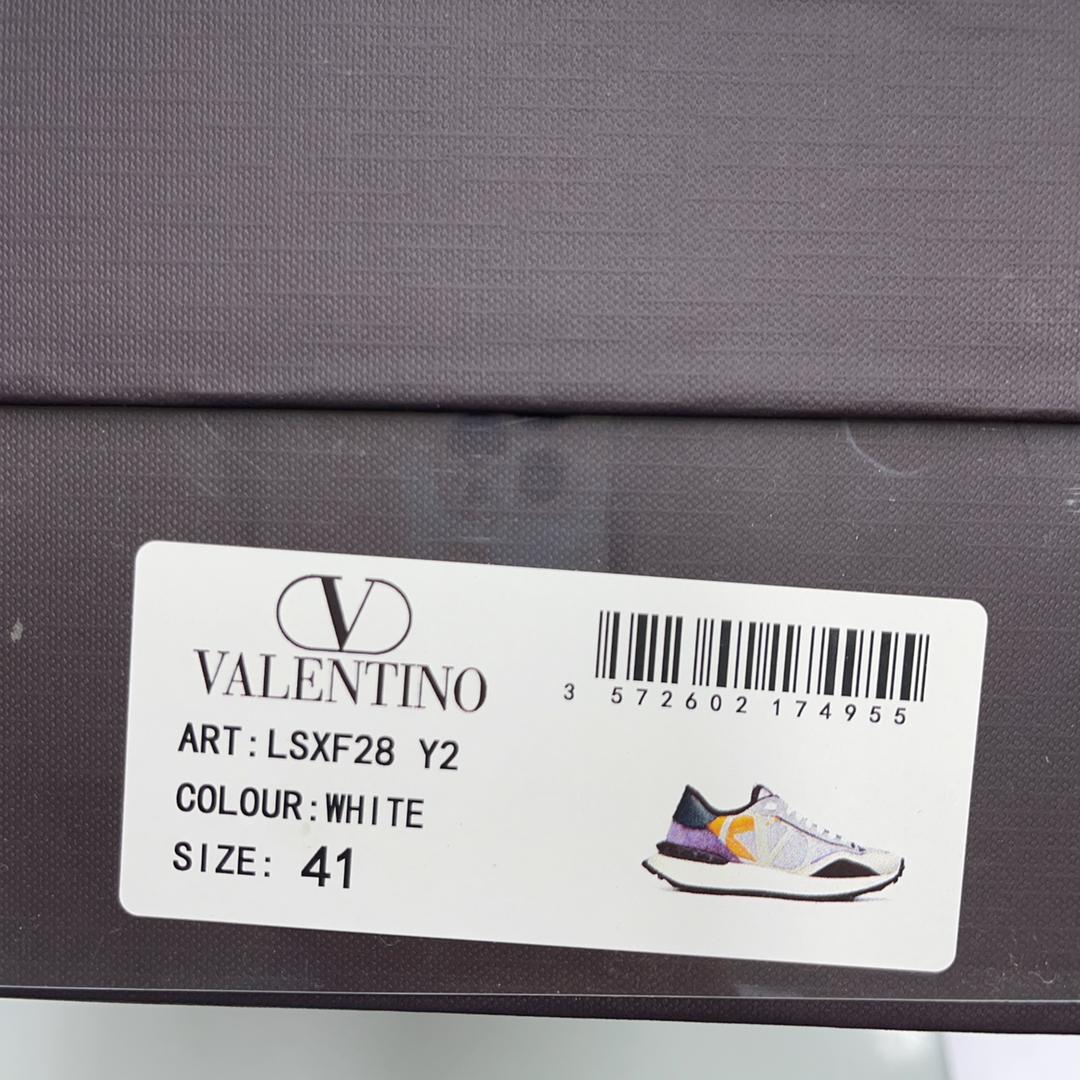 V
VALENTINO
ART:LSXF28 Y2
COLOUR:WHITE
SIZE: 41
3 572602 174955